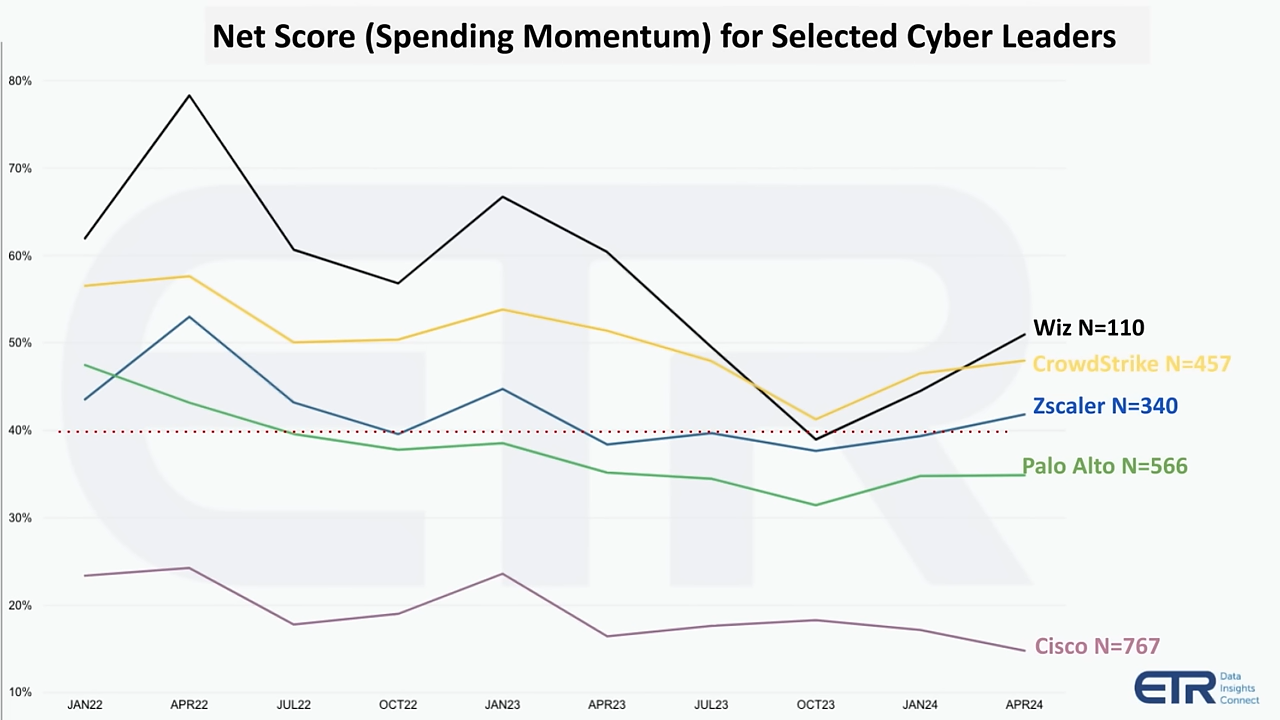 Net Score (Spending Momentum) for Selected Cyber Leaders
80%
70%
60%
50%
40%
30%
20%
10%
Wiz N=110
CrowdStrike N=457
Zscaler N=340
Palo Alto N=566
Cisco N=767
JAN22 APR22 JUL22 OCT22 JAN23 APR23 JUL23 OCT23 JAN24 APR24
ETR
Data
Insights
Connect
ETR